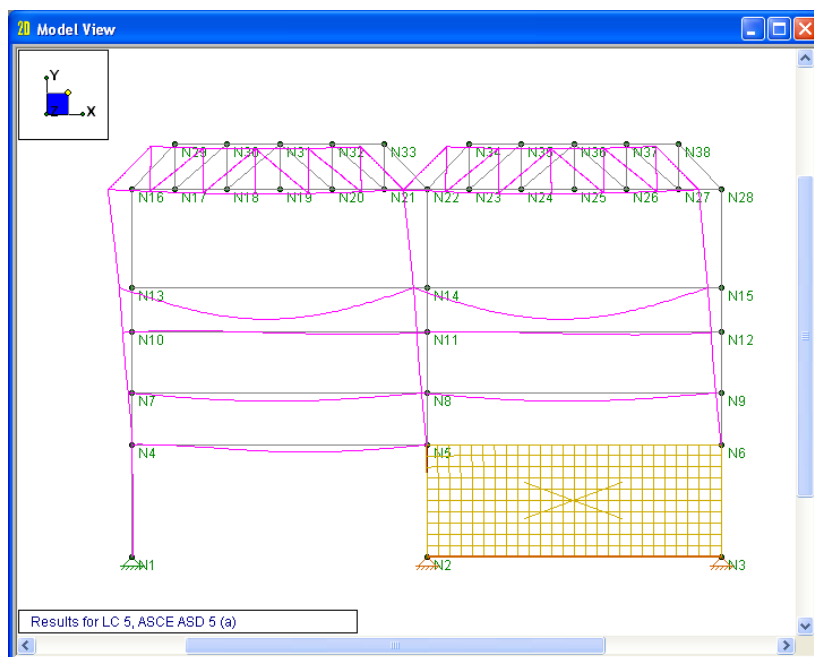 2D Model View
Y
Z X
N29 N30 N31 N32 N33 N34 N35 N36 N37 N38
N16 N17 N18 N19 N20 N21 N22 N23 N24 N25 N26 N27 N28
N13 N14 N15
N10 N11 N12
N7 N8 N9
N4 N5 N6
N1 N2 N3
Results for LC 5, ASCE ASD 5 (a)